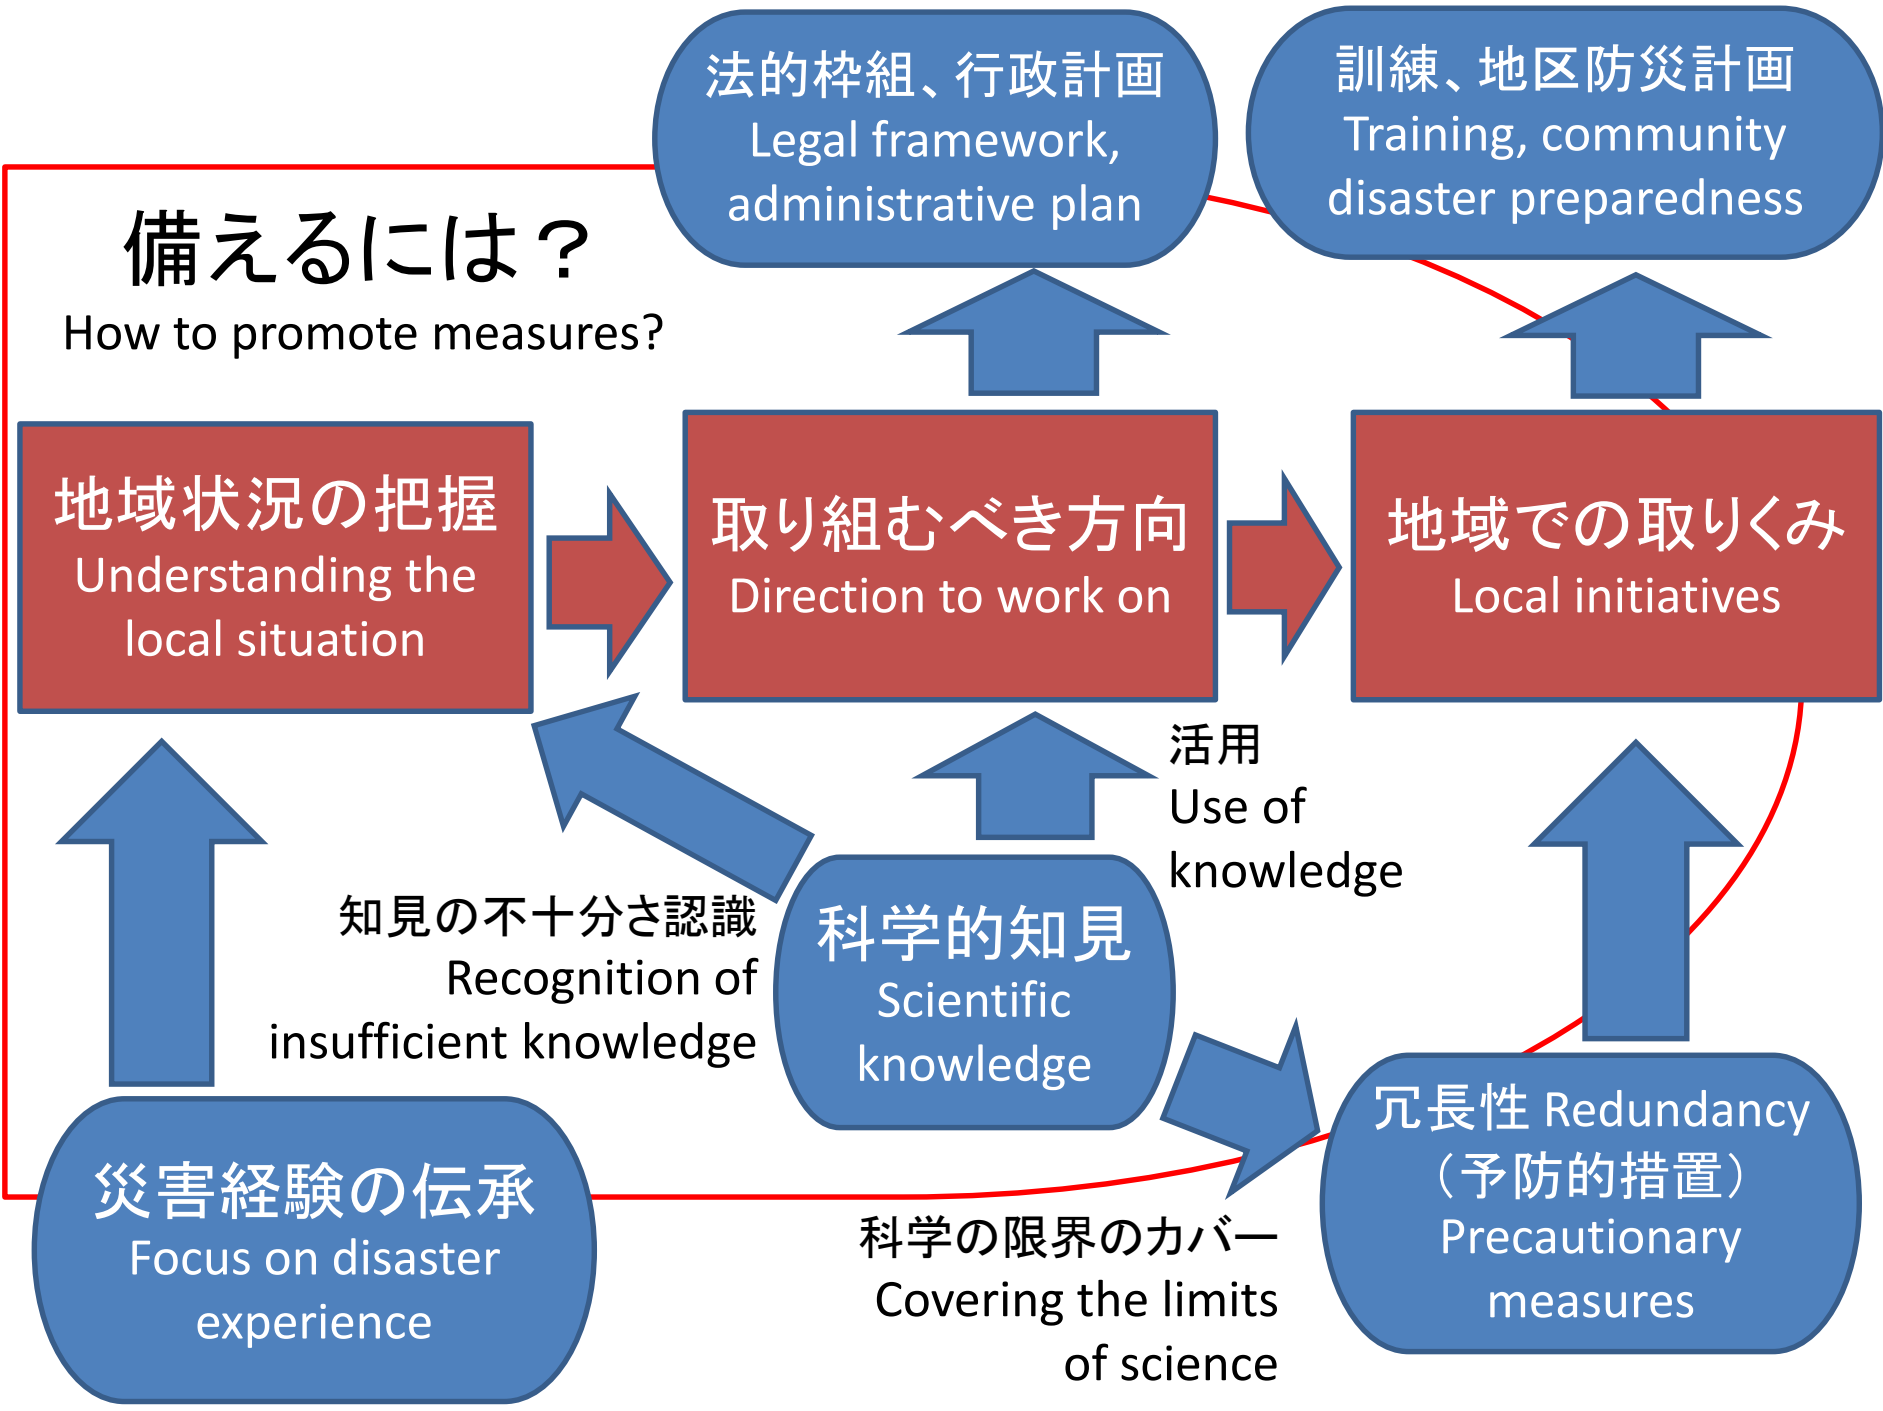 法的枠組、行政計画
Legal framework,
administrative plan
訓練、地区防災計画
Training, community
disaster preparedness
備えるには？
How to promote measures?
地域状況の把握
Understanding the
local situation
取り組むべき方向
Direction to work on
地域での取りくみ
Local initiatives
活用
Use of
knowledge
知見の不十分さ認識
Recognition of
insufficient knowledge
科学的知見
Scientific
knowledge
災害経験の伝承
Focus on disaster
experience
科学の限界のカバー
Covering the limits
of science
冗長性 Redundancy
（予防的措置）
Precautionary
measures